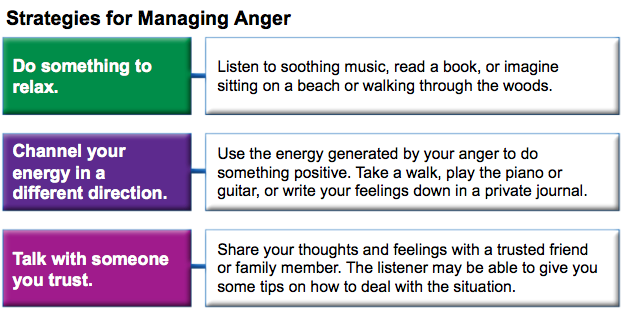 Strategies for Managing Anger
Do something to
relax.
Listen to soothing music, read a book, or imagine
sitting on a beach or walking through the woods.
Channel your
energy in a
different direction.
Use the energy generated by your anger to do
something positive. Take a walk, play the piano or
guitar, or write your feelings down in a private journal.
Talk with someone
you trust.
Share your thoughts and feelings with a trusted friend
or family member. The listener may be able to give you
some tips on how to deal with the situation.